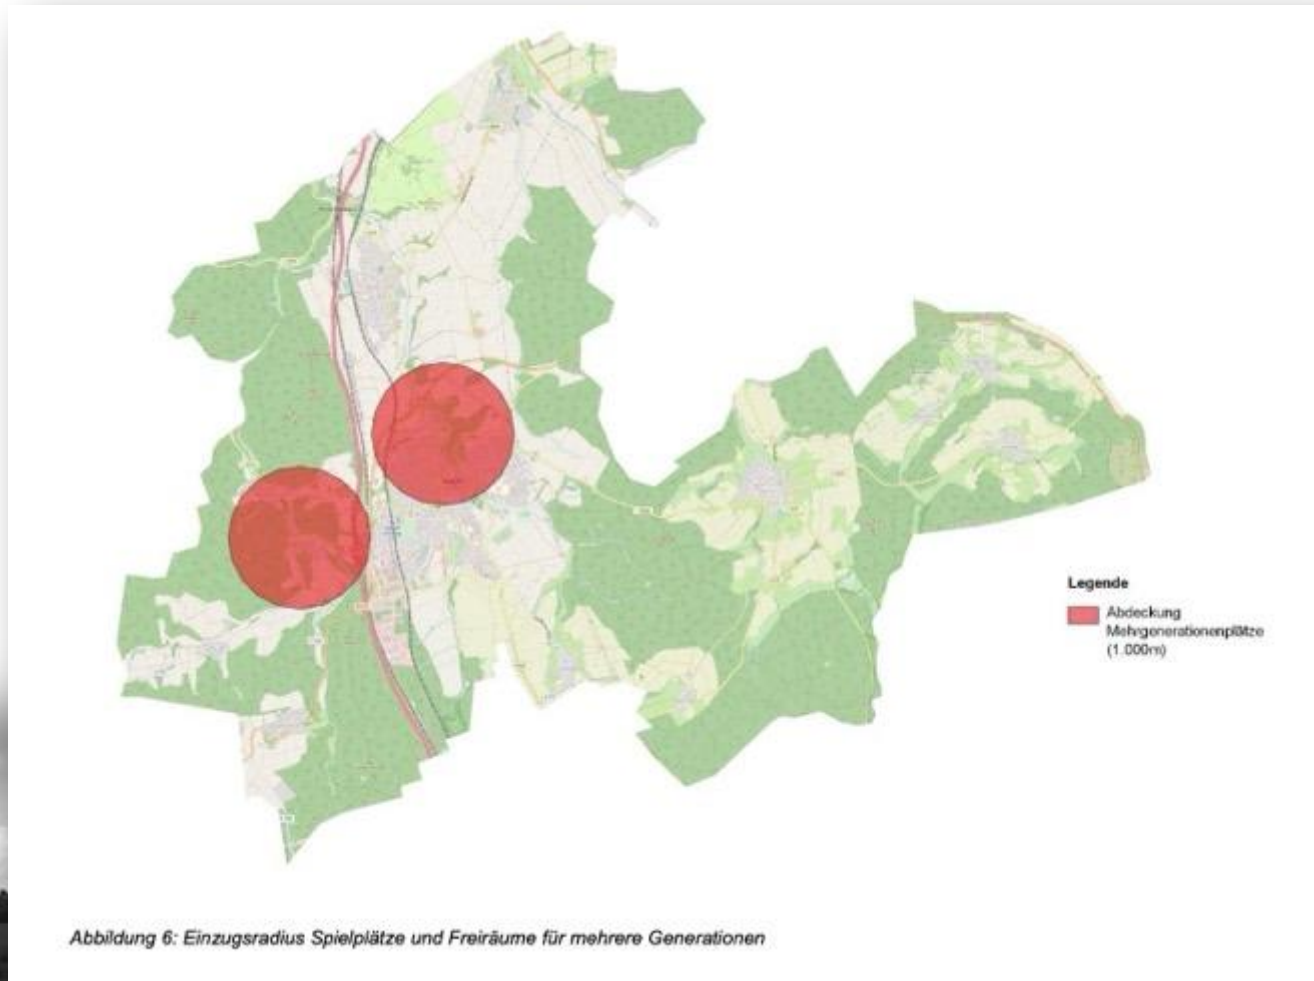 Legende
Abdeckung
Mehrgenerationenplätze
(1.000m)
Abbildung 6: Einzugsradius Spielplätze und Freiräume für mehrere Generationen